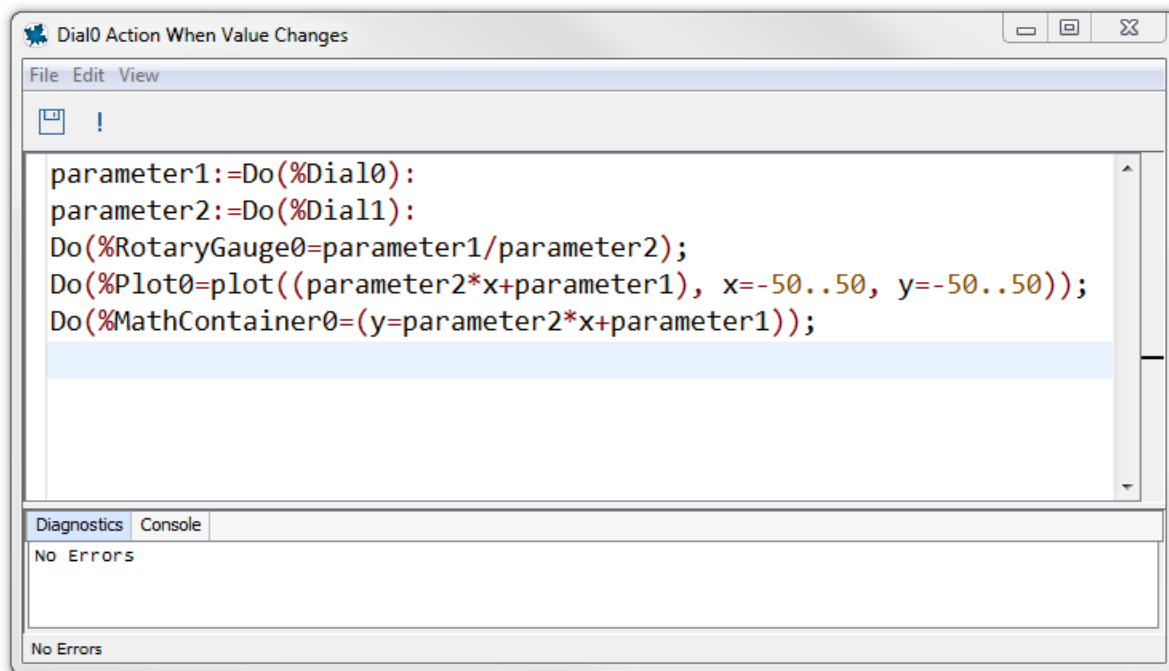 Dial0 Action When Value Changes
File Edit View
!
parameter1:=Do(%Dial0):
parameter2:=Do(%Dial1):
Do(%RotaryGauge0=parameter1/parameter2);
Do(%Plot0=plot((parameter2*x+parameter1), x=-50..50, y=-50..50));
Do(%MathContainer0=(y=parameter2*x+parameter1));
Diagnostics Console
No Errors
No Errors